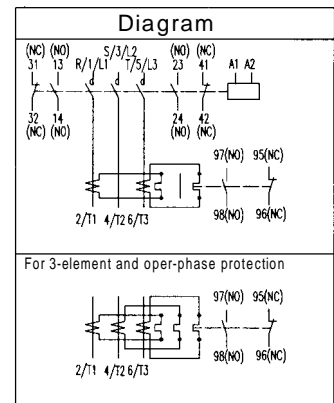 Diagram
S/3/L2
(NC) (NO) (NO) (NC)
31 13 R/1/L1 T/5/L3 23 41 A1 A2
32 14 24 42
(NC) (NO) (NO) (NC)
97(NO) 95(NC)
98(NO) 96(NC)
2/T1 4/T2 6/T3
For 3-element and oper-phase protection
97(NO) 95(NC)
98(NO) 96(NC)
2/T1 4/T2 6/T3